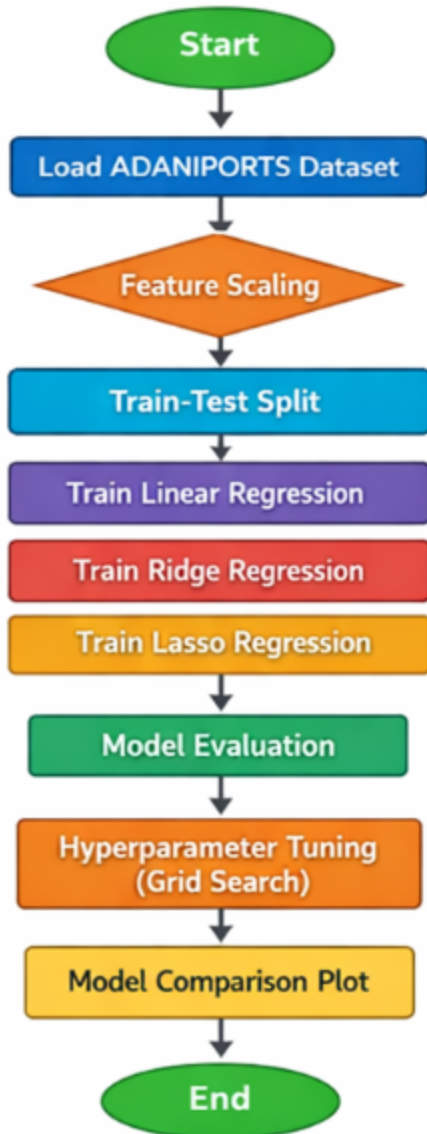 Start
Load ADANIPORTS Dataset
Feature Scaling
Train-Test Split
Train Linear Regression
Train Ridge Regression
Train Lasso Regression
Model Evaluation
Hyperparameter Tuning
(Grid Search)
Model Comparison Plot
End